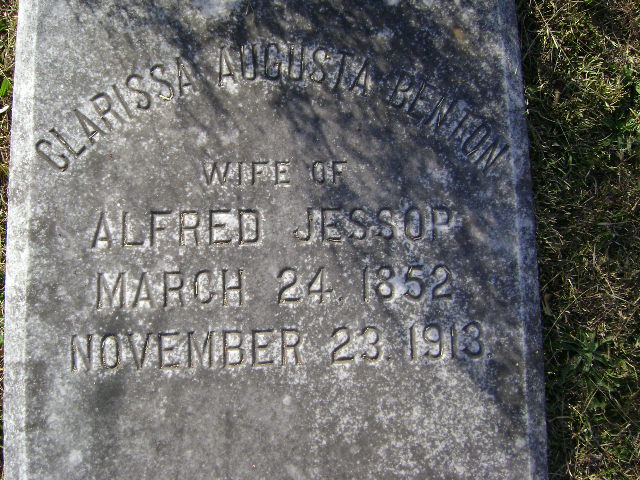 CLARISSA AUGUSTA BENTON
WIFE OF
ALFRED JESSOP
MARCH 24. 1852
NOVEMBER 23. 1913.